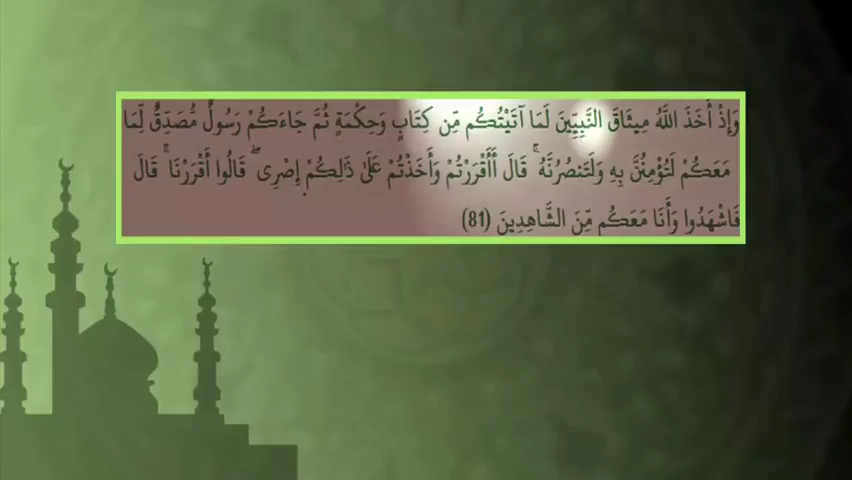 وَإِذْ أَخَذَ اللَّهُ مِيثَاقَ النَّبِيِّينَ لَمَا آتَيْتُكُم مِّن كِتَابٍ وَحِكْمَةٍ ثُمَّ جَاءَكُمْ رَسُولٌ مُّصَدِّقٌ لِّمَا
مَعَكُمْ لَتُؤْمِنُنَّ بِهِ وَلَتَنصُرُنَّهُ ۚ قَالَ أَأَقْرَرْتُمْ وَأَخَذْتُمْ عَلَىٰ ذَٰلِكُمْ إِصْرِي ۖ قَالُوا أَقْرَرْنَا ۚ قَالَ
فَاشْهَدُوا وَأَنَا مَعَكُم مِّنَ الشَّاهِدِينَ (81)